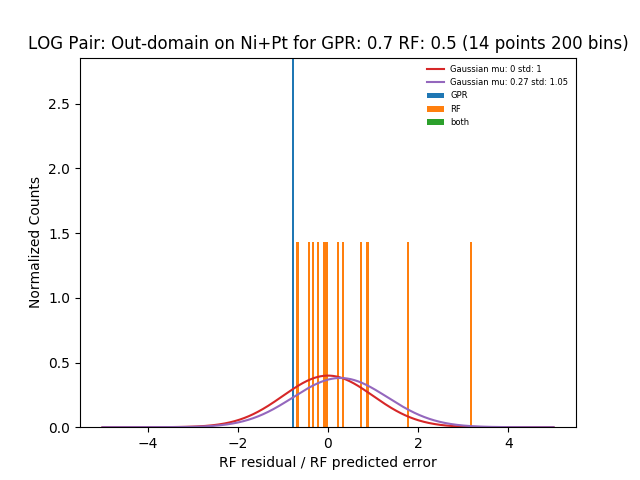 LOG Pair: Out-domain on Ni+Pt for GPR: 0.7 RF: 0.5 (14 points 200 bins)
Gaussian mu: 0 std: 1
Gaussian mu: 0.27 std: 1.05
GPR
RF
both
Normalized Counts
2.5
2.0
1.5
1.0
0.5
0.0
−4
−2
0
2
4
RF residual / RF predicted error